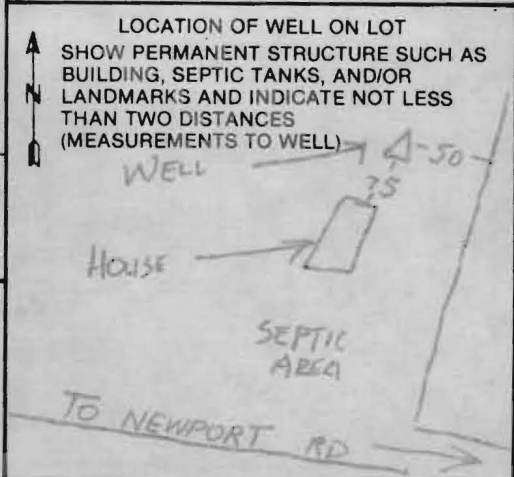 LOCATION OF WELL ON LOT
SHOW PERMANENT STRUCTURE SUCH AS
BUILDING, SEPTIC TANKS, AND/OR
LANDMARKS AND INDICATE NOT LESS
THAN TWO DISTANCES
(MEASUREMENTS TO WELL)
N
WELL
50
75
HOUSE
SEPTIC
AREA
TO NEWPORT RD